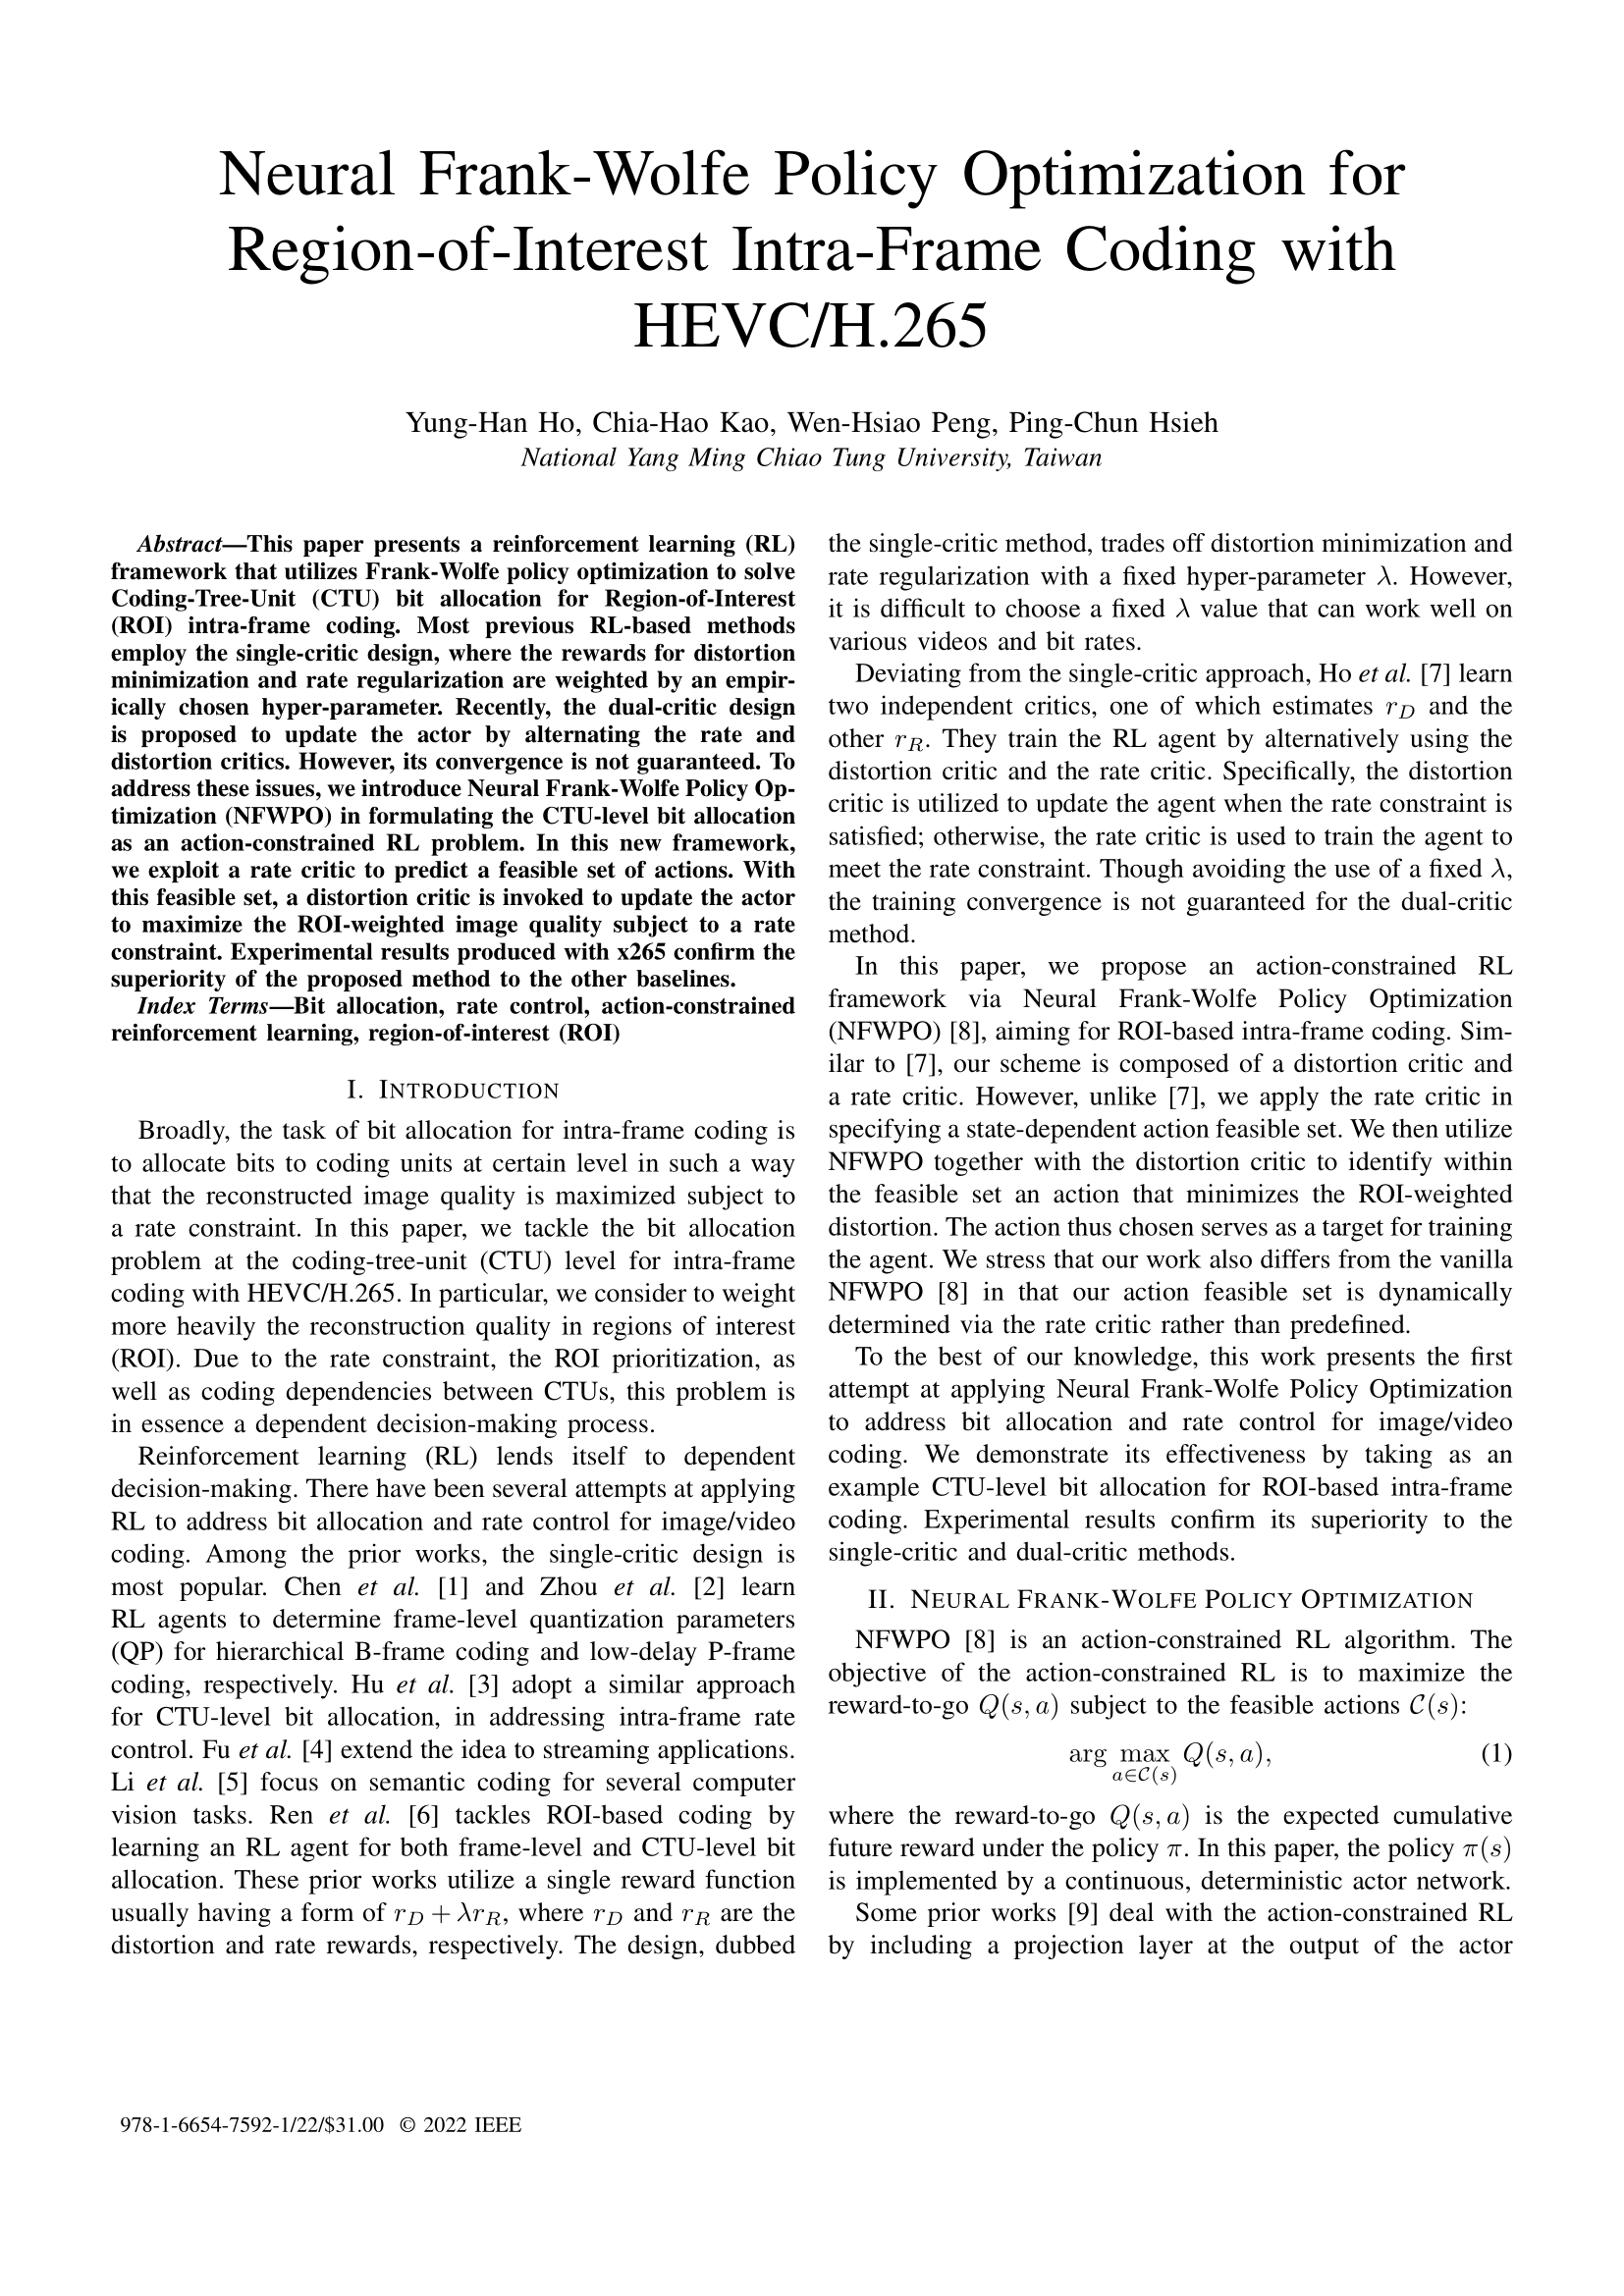 Neural Frank-Wolfe Policy Optimization for
Region-of-Interest Intra-Frame Coding with
HEVC/H.265
Yung-Han Ho, Chia-Hao Kao, Wen-Hsiao Peng, Ping-Chun Hsieh
National Yang Ming Chiao Tung University, Taiwan
Abstract—This paper presents a reinforcement learning (RL)
framework that utilizes Frank-Wolfe policy optimization to solve
Coding-Tree-Unit (CTU) bit allocation for Region-of-Interest
(ROI) intra-frame coding. Most previous RL-based methods
employ the single-critic design, where the rewards for distortion
minimization and rate regularization are weighted by an empir-
ically chosen hyper-parameter. Recently, the dual-critic design
is proposed to update the actor by alternating the rate and
distortion critics. However, its convergence is not guaranteed. To
address these issues, we introduce Neural Frank-Wolfe Policy Op-
timization (NFWPO) in formulating the CTU-level bit allocation
as an action-constrained RL problem. In this new framework,
we exploit a rate critic to predict a feasible set of actions. With
this feasible set, a distortion critic is invoked to update the actor
to maximize the ROI-weighted image quality subject to a rate
constraint. Experimental results produced with x265 confirm the
superiority of the proposed method to the other baselines.
Index Terms—Bit allocation, rate control, action-constrained
reinforcement learning, region-of-interest (ROI)
I. INTRODUCTION
Broadly, the task of bit allocation for intra-frame coding is
to allocate bits to coding units at certain level in such a way
that the reconstructed image quality is maximized subject to
a rate constraint. In this paper, we tackle the bit allocation
problem at the coding-tree-unit (CTU) level for intra-frame
coding with HEVC/H.265. In particular, we consider to weight
more heavily the reconstruction quality in regions of interest
(ROI). Due to the rate constraint, the ROI prioritization, as
well as coding dependencies between CTUs, this problem is
in essence a dependent decision-making process.
Reinforcement learning (RL) lends itself to dependent
decision-making. There have been several attempts at applying
RL to address bit allocation and rate control for image/video
coding. Among the prior works, the single-critic design is
most popular. Chen et al. [1] and Zhou et al. [2] learn
RL agents to determine frame-level quantization parameters
(QP) for hierarchical B-frame coding and low-delay P-frame
coding, respectively. Hu et al. [3] adopt a similar approach
for CTU-level bit allocation, in addressing intra-frame rate
control. Fu et al. [4] extend the idea to streaming applications.
Li et al. [5] focus on semantic coding for several computer
vision tasks. Ren et al. [6] tackles ROI-based coding by
learning an RL agent for both frame-level and CTU-level bit
allocation. These prior works utilize a single reward function
usually having a form of r_D + λr_R, where r_D and r_R are the
distortion and rate rewards, respectively. The design, dubbed
the single-critic method, trades off distortion minimization and
rate regularization with a fixed hyper-parameter λ. However,
it is difficult to choose a fixed λ value that can work well on
various videos and bit rates.
Deviating from the single-critic approach, Ho et al. [7] learn
two independent critics, one of which estimates r_D and the
other r_R. They train the RL agent by alternatively using the
distortion critic and the rate critic. Specifically, the distortion
critic is utilized to update the agent when the rate constraint is
satisfied; otherwise, the rate critic is used to train the agent to
meet the rate constraint. Though avoiding the use of a fixed λ,
the training convergence is not guaranteed for the dual-critic
method.
In this paper, we propose an action-constrained RL
framework via Neural Frank-Wolfe Policy Optimization
(NFWPO) [8], aiming for ROI-based intra-frame coding. Sim-
ilar to [7], our scheme is composed of a distortion critic and
a rate critic. However, unlike [7], we apply the rate critic in
specifying a state-dependent action feasible set. We then utilize
NFWPO together with the distortion critic to identify within
the feasible set an action that minimizes the ROI-weighted
distortion. The action thus chosen serves as a target for training
the agent. We stress that our work also differs from the vanilla
NFWPO [8] in that our action feasible set is dynamically
determined via the rate critic rather than predefined.
To the best of our knowledge, this work presents the first
attempt at applying Neural Frank-Wolfe Policy Optimization
to address bit allocation and rate control for image/video
coding. We demonstrate its effectiveness by taking as an
example CTU-level bit allocation for ROI-based intra-frame
coding. Experimental results confirm its superiority to the
single-critic and dual-critic methods.
II. NEURAL FRANK-WOLFE POLICY OPTIMIZATION
NFWPO [8] is an action-constrained RL algorithm. The
objective of the action-constrained RL is to maximize the
reward-to-go Q(s, a) subject to the feasible actions C(s):
arg max_{a∈C(s)} Q(s, a), (1)
where the reward-to-go Q(s, a) is the expected cumulative
future reward under the policy π. In this paper, the policy π(s)
is implemented by a continuous, deterministic actor network.
Some prior works [9] deal with the action-constrained RL
by including a projection layer at the output of the actor
978-1-6654-7592-1/22/$31.00 © 2022 IEEE